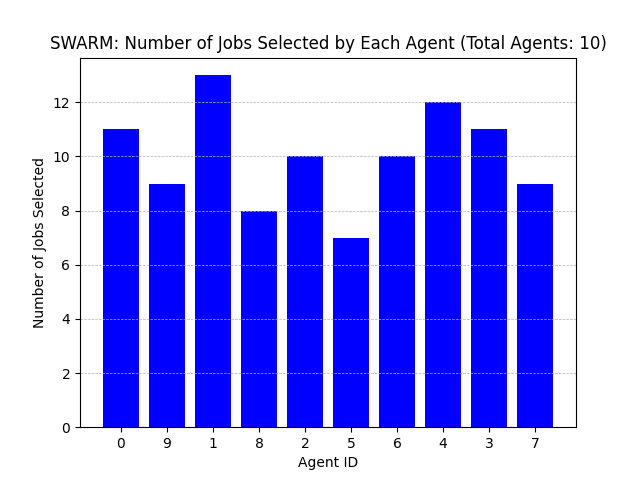 SWARM: Number of Jobs Selected by Each Agent (Total Agents: 10)
12
10
8
6
4
2
0
Number of Jobs Selected
0 9 1 8 2 5 6 4 3 7
Agent ID